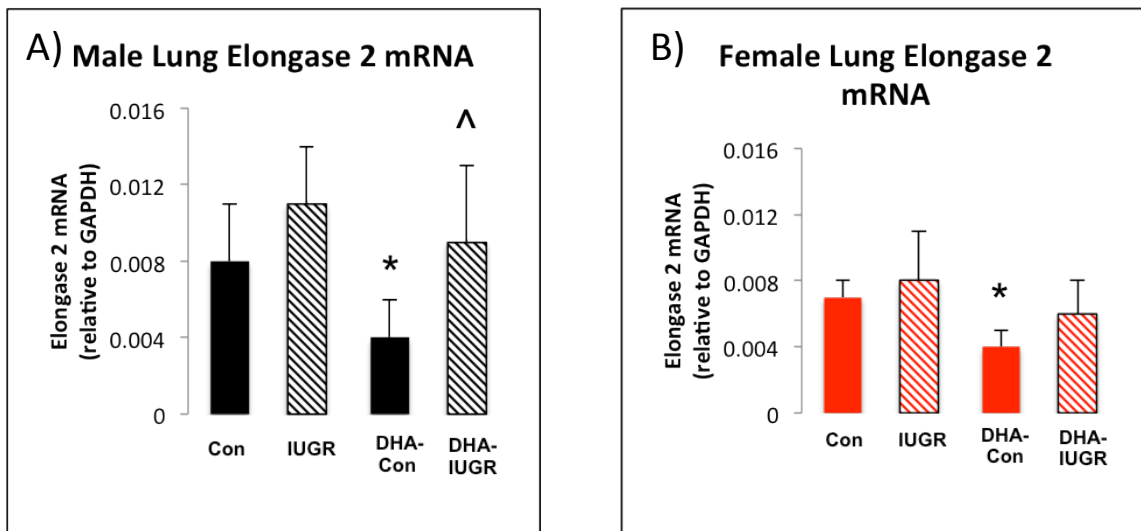 A) Male Lung Elongase 2 mRNA
Elongase 2 mRNA
(relative to GAPDH)
0.016
0.012
0.008
0.004
0
*
^
Con
IUGR
DHA-
Con
DHA-
IUGR
B) Female Lung Elongase 2
mRNA
Elongase 2 mRNA
(relative to GAPDH)
0.016
0.012
0.008
0.004
0
*
Con
IUGR
DHA-
Con
DHA-
IUGR